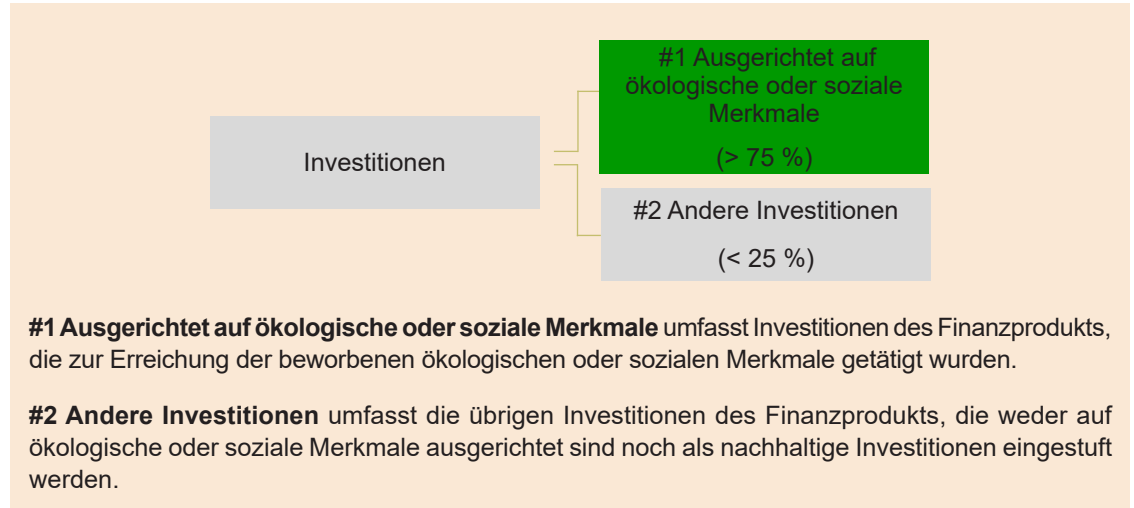 #1 Ausgerichtet auf
ökologische oder soziale
Merkmale
(> 75 %)
Investitionen
#2 Andere Investitionen
(< 25 %)
#1 Ausgerichtet auf ökologische oder soziale Merkmale umfasst Investitionen des Finanzprodukts,
die zur Erreichung der beworbenen ökologischen oder sozialen Merkmale getätigt wurden.
#2 Andere Investitionen umfasst die übrigen Investitionen des Finanzprodukts, die weder auf
ökologische oder soziale Merkmale ausgerichtet sind noch als nachhaltige Investitionen eingestuft
werden.